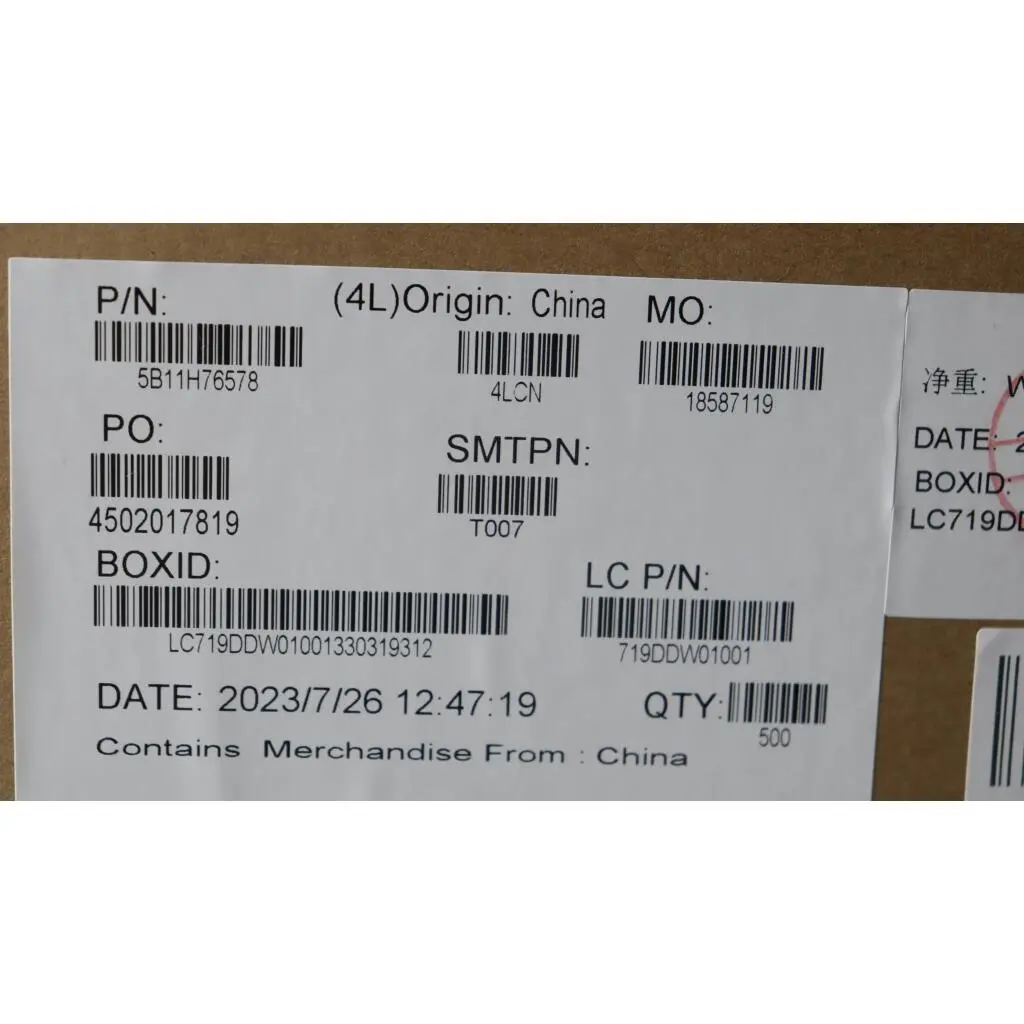 P/N:
(4L)Origin: China
MO:
5B11H76578
4LCN
18587119
PO:
SMTPN:
4502017819
T007
BOXID:
LC P/N:
LC719DDW01001330319312
719DDW01001
DATE: 2023/7/26 12:47:19
QTY:
500
Contains Merchandise From : China
净重:
DATE:
BOXID:
LC719D